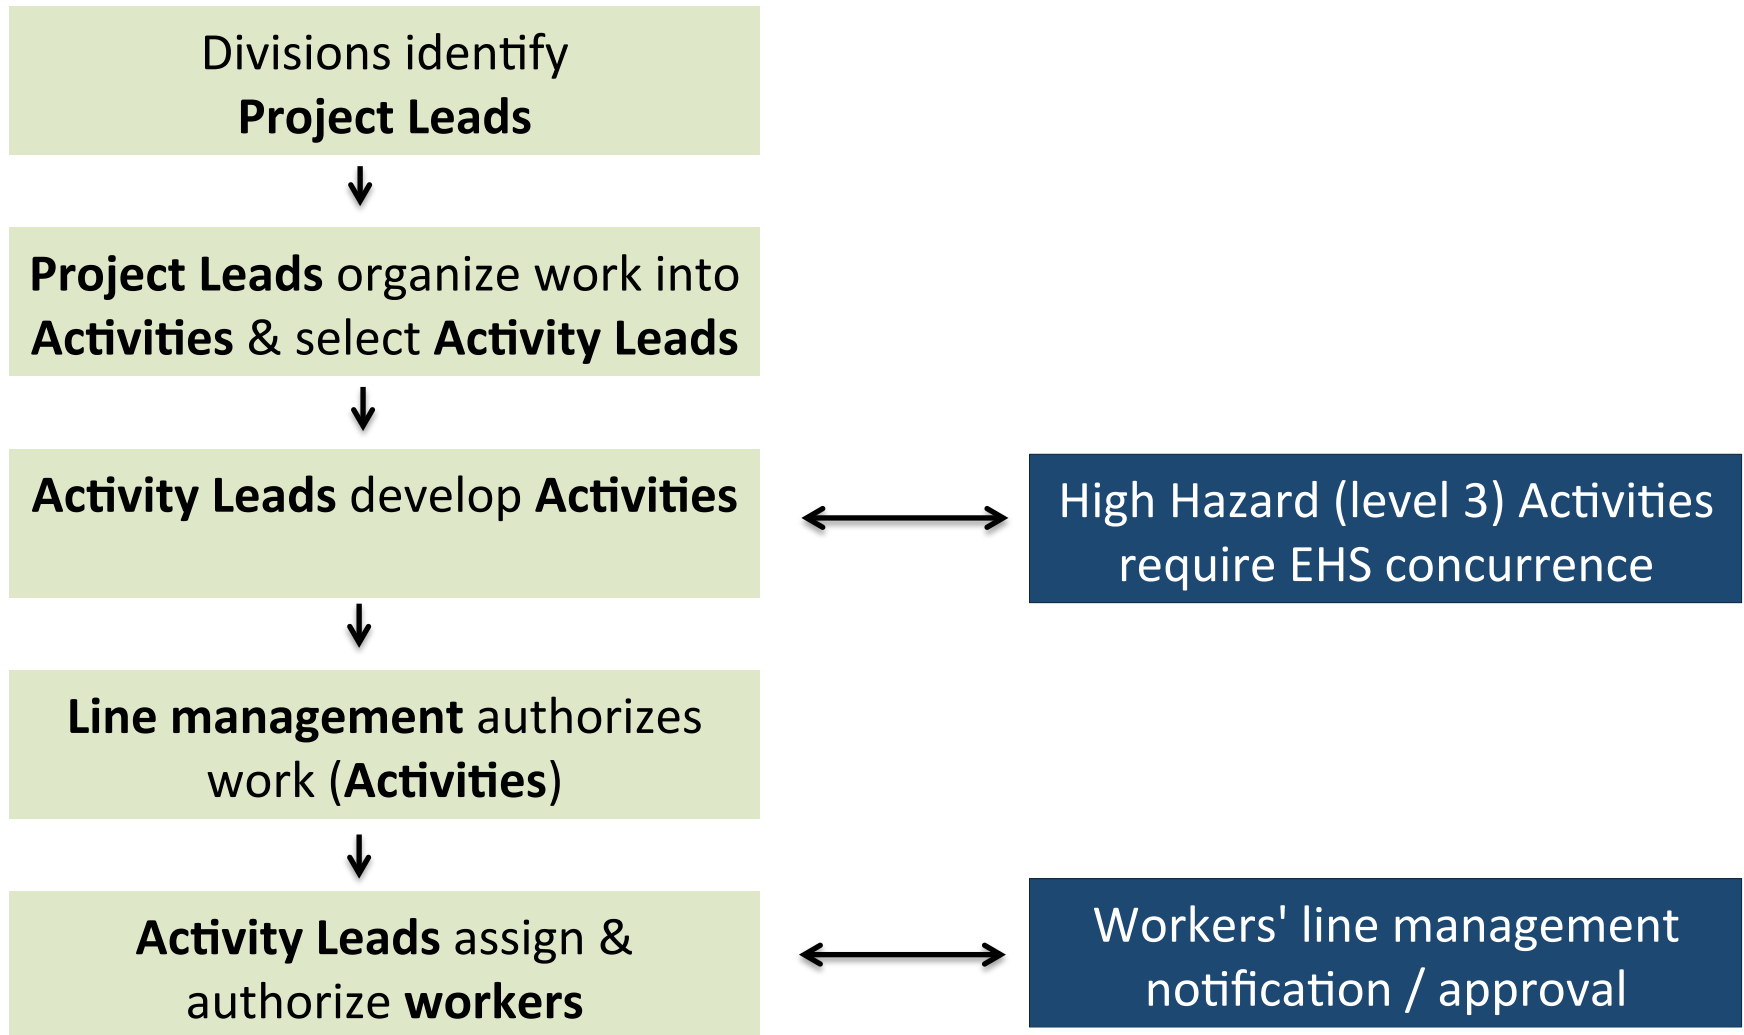 Divisions identify
Project Leads
Project Leads organize work into
Activities & select Activity Leads
Activity Leads develop Activities
High Hazard (level 3) Activities
require EHS concurrence
Line management authorizes
work (Activities)
Activity Leads assign &
authorize workers
Workers' line management
notification / approval